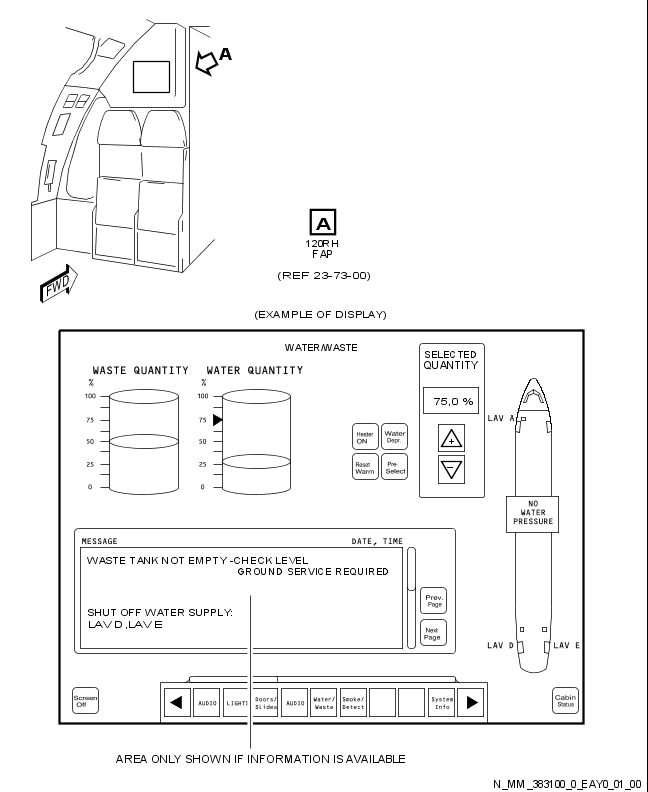 A
FWD
A
120RH
FAP
(REF 23-73-00)
(EXAMPLE OF DISPLAY)
WATER/WASTE
SELECTED
QUANTITY
WASTE QUANTITY
WATER QUANTITY
%
100
75
50
25
0
%
100
75
50
25
0
75,0 %
+
−
Heater
ON
Water
Depr.
Reset
Warm
Pre-
Select
LAV A
NO
WATER
PRESSURE
LAV D
LAV E
MESSAGE
DATE, TIME
WASTE TANK NOT EMPTY -CHECK LEVEL
GROUND SERVICE REQUIRED
SHUT OFF WATER SUPPLY:
LAV D ,LAV E
Prev.
Page
Next
Page
Screen
Off
AUDIO
LIGHTS
Doors/
Slides
AUDIO
Water/
Waste
Smoke/
Detect
System
Info
Cabin
Status
AREA ONLY SHOWN IF INFORMATION IS AVAILABLE
N_MM_383100_0_EAY0_01_00